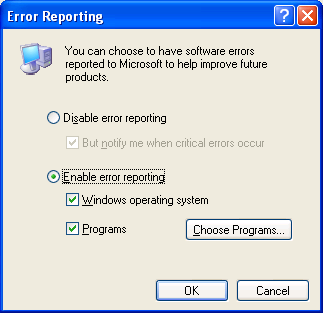 Error Reporting
You can choose to have software errors
reported to Microsoft to help improve future
products.
Disable error reporting
But notify me when critical errors occur
Enable error reporting
Windows operating system
Programs
Choose Programs...
OK
Cancel